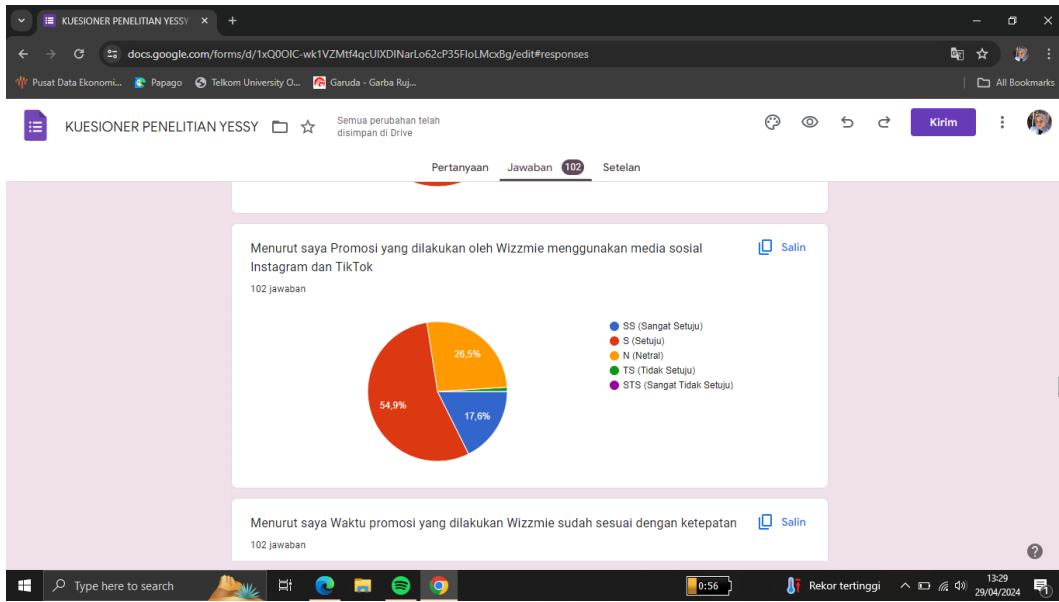 KUESIONER PENELITIAN YESSY
docs.google.com/forms/d/1xQ0OIC-wk1VZMtf4qcUIXDINarLo62cP35FIoLMcxBg/edit#responses
Pusat Data Ekonomi... Papago Telkom University O... Garuda - Garba Ruj... All Bookmarks
KUESIONER PENELITIAN YESSY
Semua perubahan telah
disimpan di Drive
Kirim
Pertanyaan Jawaban 102 Setelan
Menurut saya Promosi yang dilakukan oleh Wizzmie menggunakan media sosial
Instagram dan TikTok
Salin
102 jawaban
SS (Sangat Setuju)
S (Setuju)
N (Netral)
TS (Tidak Setuju)
STS (Sangat Tidak Setuju)
26,5%
54,9%
17,6%
Menurut saya Waktu promosi yang dilakukan Wizzmie sudah sesuai dengan ketepatan
Salin
102 jawaban
Type here to search
0:56
Rekor tertinggi
13:29
29/04/2024
1